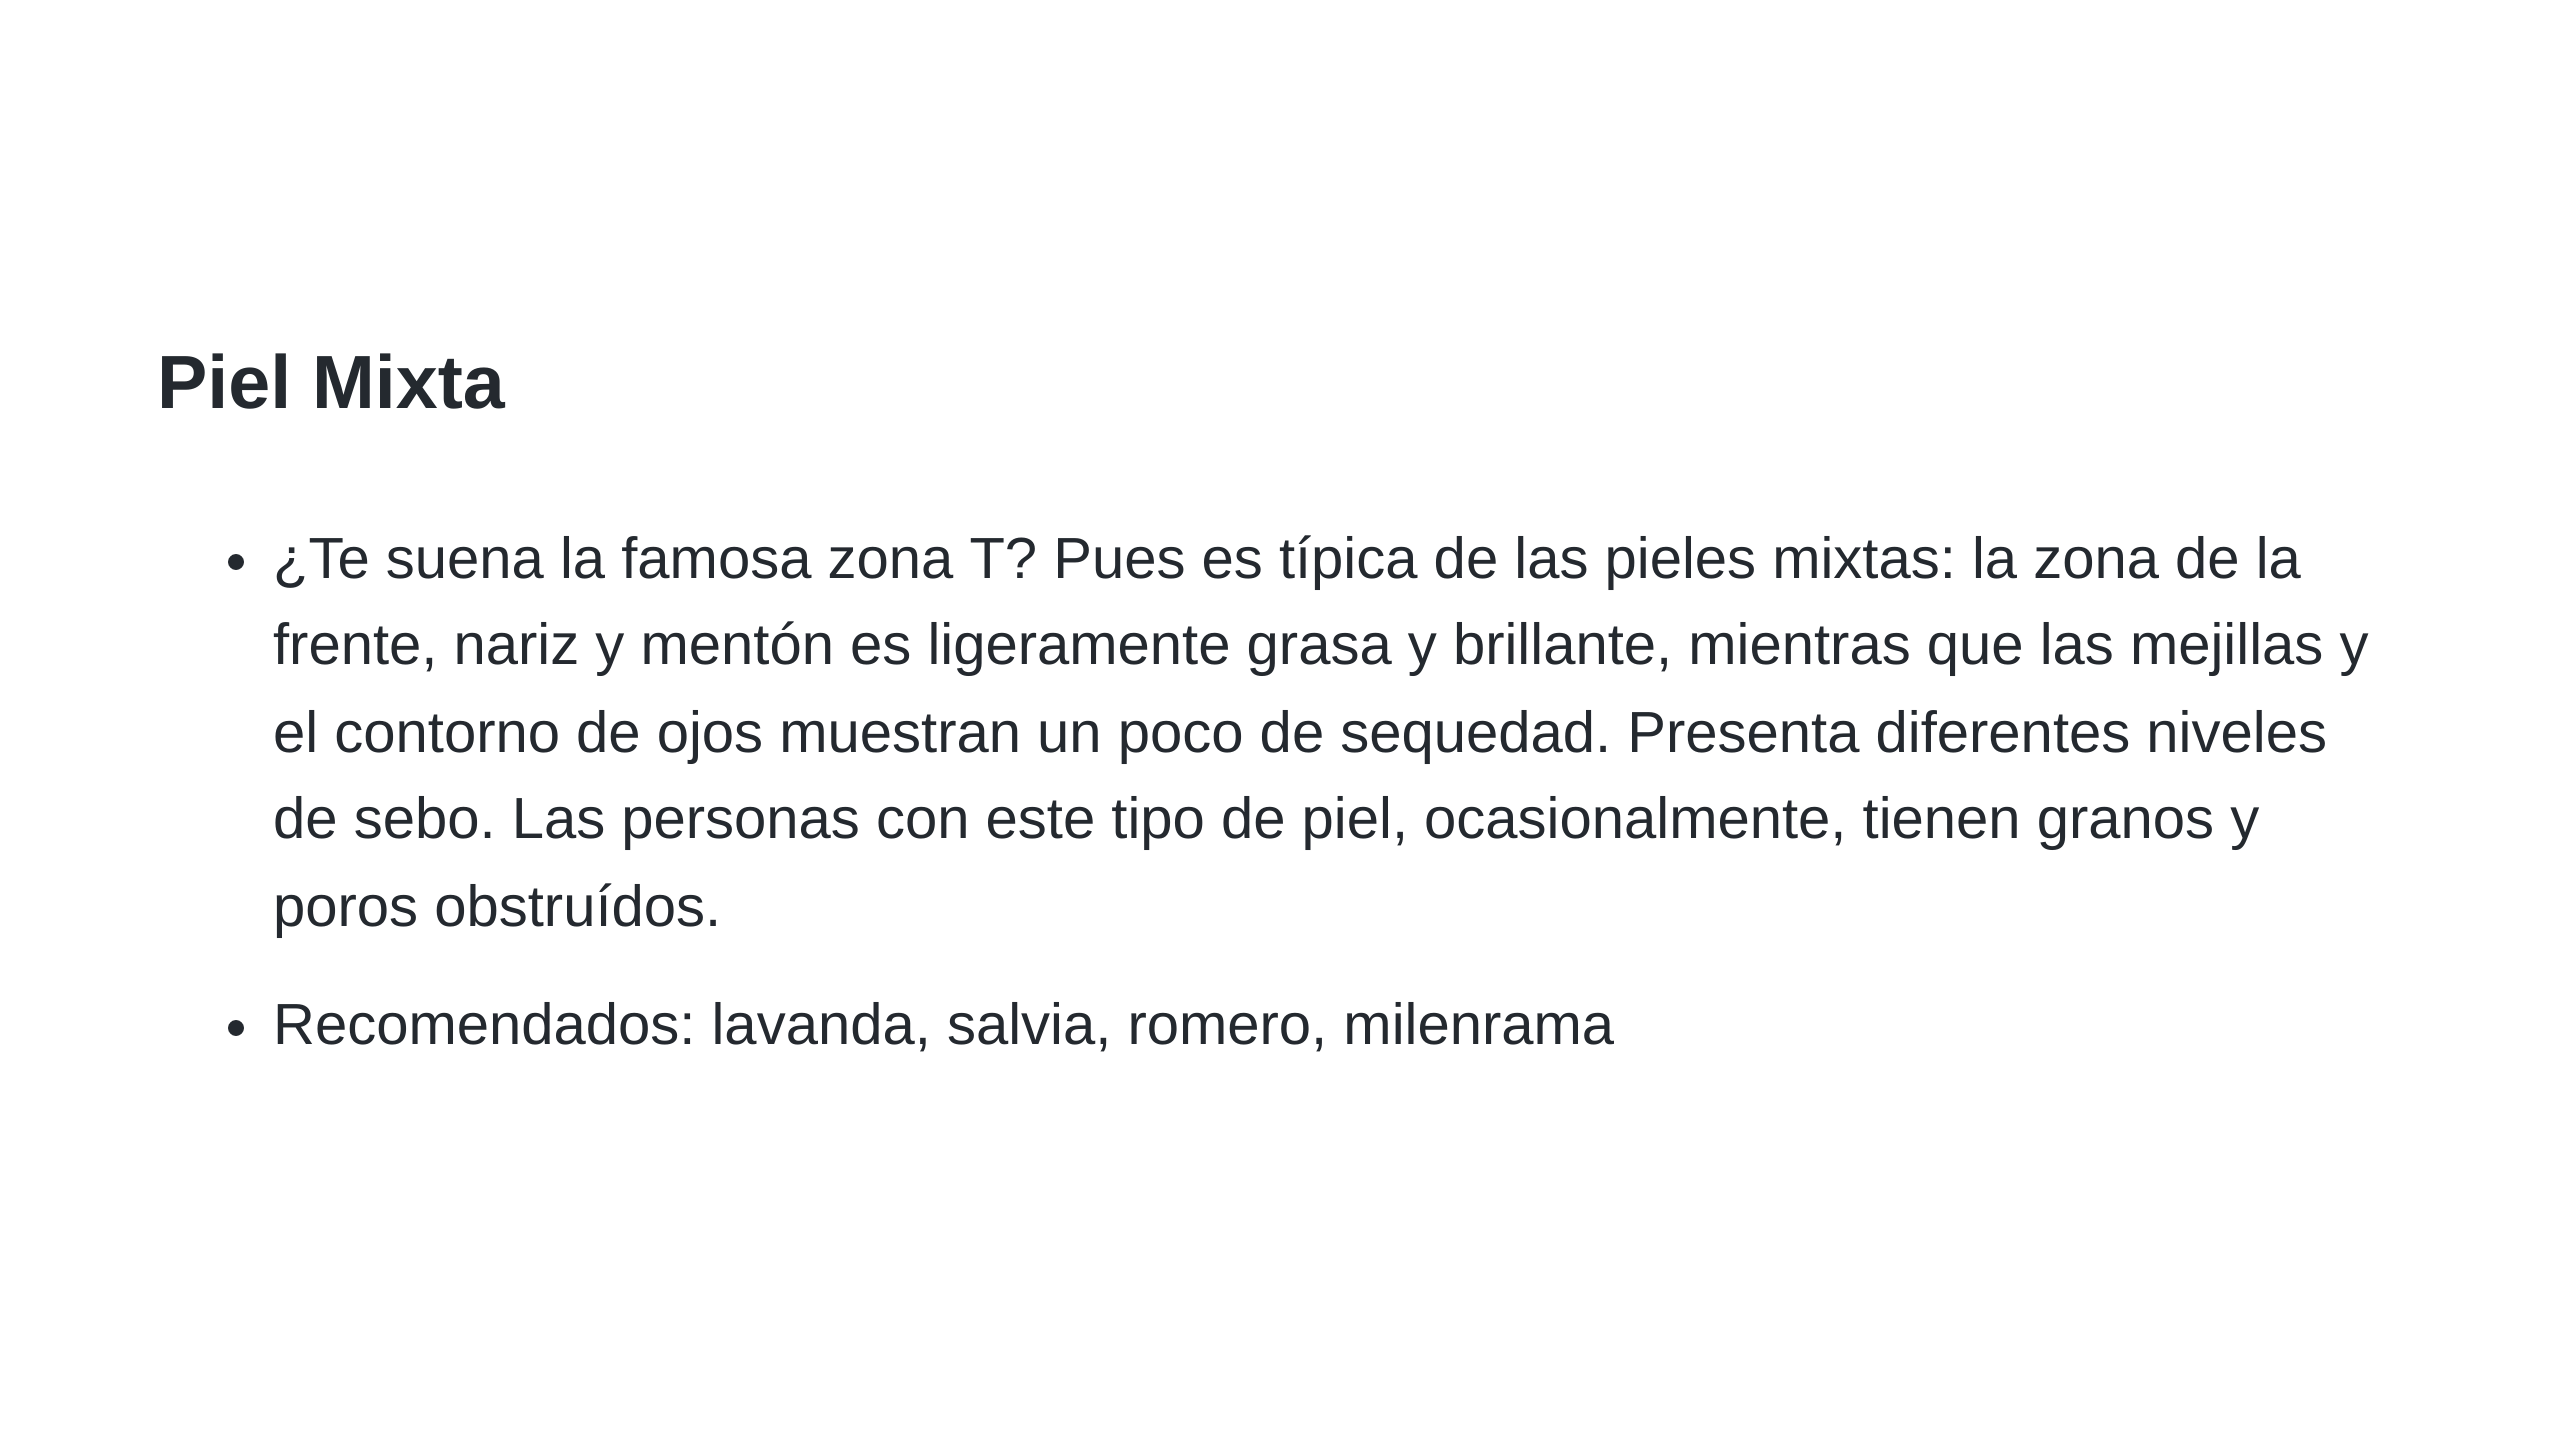 Piel Mixta
• ¿Te suena la famosa zona T? Pues es típica de las pieles mixtas: la zona de la
frente, nariz y mentón es ligeramente grasa y brillante, mientras que las mejillas y
el contorno de ojos muestran un poco de sequedad. Presenta diferentes niveles
de sebo. Las personas con este tipo de piel, ocasionalmente, tienen granos y
poros obstruídos.
• Recomendados: lavanda, salvia, romero, milenrama